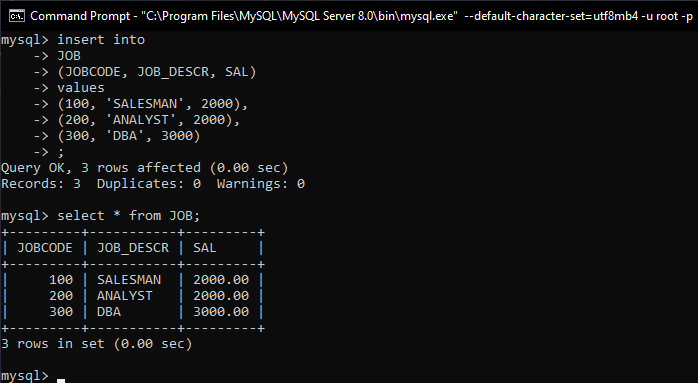 Command Prompt - "C:\Program Files\MySQL\MySQL Server 8.0\bin\mysql.exe"  --default-character-set=utf8mb4 -u root -p
mysql> insert into
    -> JOB
    -> (JOBCODE, JOB_DESCR, SAL)
    -> values
    -> (100, 'SALESMAN', 2000),
    -> (200, 'ANALYST', 2000),
    -> (300, 'DBA', 3000)
    -> ;
Query OK, 3 rows affected (0.00 sec)
Records: 3  Duplicates: 0  Warnings: 0

mysql> select * from JOB;
+---------+-----------+---------+
| JOBCODE | JOB_DESCR | SAL     |
+---------+-----------+---------+
|     100 | SALESMAN  | 2000.00 |
|     200 | ANALYST   | 2000.00 |
|     300 | DBA       | 3000.00 |
+---------+-----------+---------+
3 rows in set (0.00 sec)

mysql>